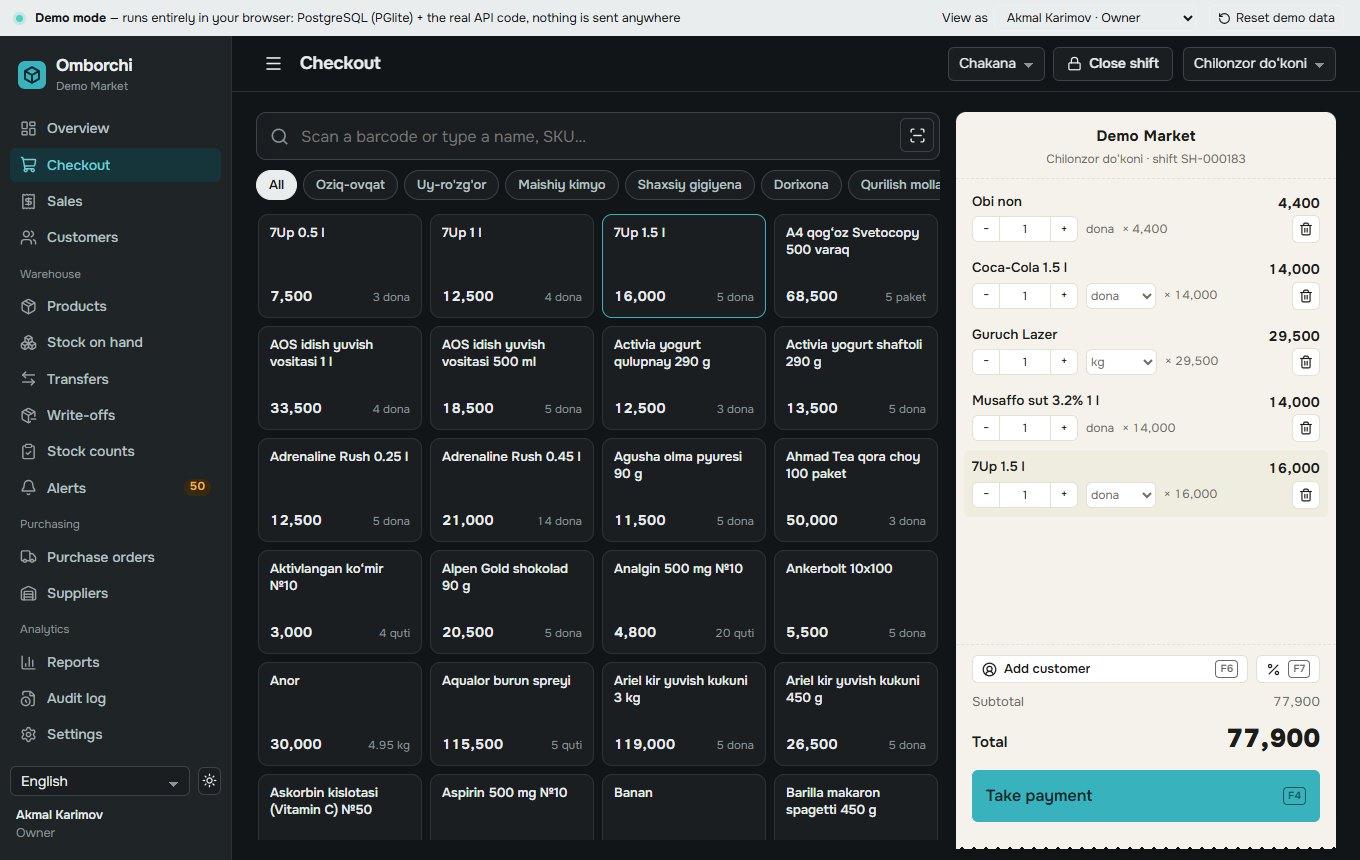 Demo mode — runs entirely in your browser: PostgreSQL (PGlite) + the real API code, nothing is sent anywhere
View as
Akmal Karimov · Owner
Reset demo data
Omborchi
Demo Market
Overview
Checkout
Sales
Customers
Warehouse
Products
Stock on hand
Transfers
Write-offs
Stock counts
Alerts 50
Purchasing
Purchase orders
Suppliers
Analytics
Reports
Audit log
Settings
English
Akmal Karimov
Owner
Checkout
Chakana
Close shift
Chilonzor do‘koni
Scan a barcode or type a name, SKU...
All
Oziq-ovqat
Uy-ro'zg'or
Maishiy kimyo
Shaxsiy gigiyena
Dorixona
Qurilish molla
7Up 0.5 l
7,500 3 dona
7Up 1 l
12,500 4 dona
7Up 1.5 l
16,000 5 dona
A4 qog‘oz Svetocopy
500 varaq
68,500 5 paket
AOS idish yuvish
vositasi 1 l
33,500 4 dona
AOS idish yuvish
vositasi 500 ml
18,500 5 dona
Activia yogurt
qulupnay 290 g
12,500 3 dona
Activia yogurt shaftoli
290 g
13,500 5 dona
Adrenaline Rush 0.25 l
12,500 5 dona
Adrenaline Rush 0.45 l
21,000 14 dona
Agusha olma pyuresi
90 g
11,500 5 dona
Ahmad Tea qora choy
100 paket
50,000 3 dona
Aktivlangan ko‘mir
№10
3,000 4 quti
Alpen Gold shokolad
90 g
20,500 5 dona
Analgin 500 mg №10
4,800 20 quti
Ankerbolt 10x100
5,500 5 dona
Anor
30,000 4.95 kg
Aqualor burun spreyi
115,500 5 quti
Ariel kir yuvish kukuni
3 kg
119,000 5 dona
Ariel kir yuvish kukuni
450 g
26,500 5 dona
Askorbin kislotasi
(Vitamin C) №50
Aspirin 500 mg №10
Banan
Barilla makaron
spagetti 450 g
Demo Market
Chilonzor do‘koni · shift SH-000183
Obi non 4,400
- 1 + dona × 4,400
Coca-Cola 1.5 l 14,000
- 1 + dona × 14,000
Guruch Lazer 29,500
- 1 + kg × 29,500
Musaffo sut 3.2% 1 l 14,000
- 1 + dona × 14,000
7Up 1.5 l 16,000
- 1 + dona × 16,000
Add customer F6
% F7
Subtotal 77,900
Total 77,900
Take payment F4